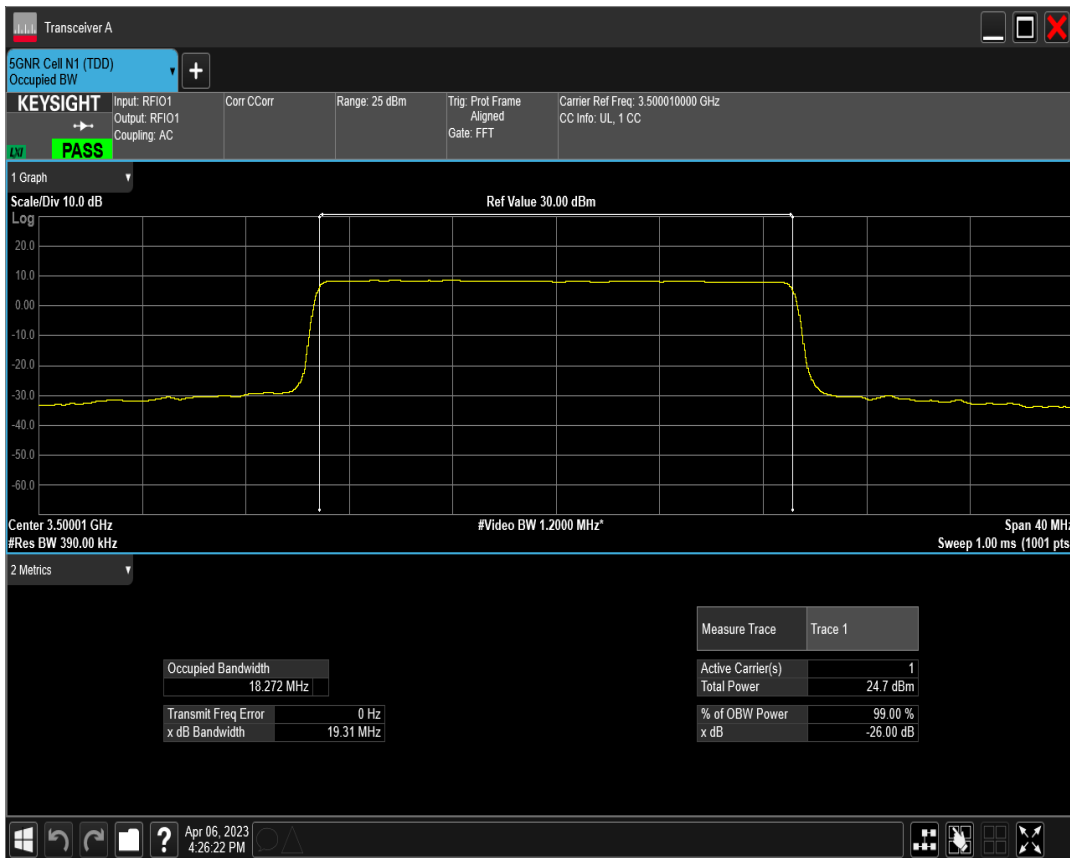 Transceiver A
5GNR Cell N1 (TDD)
Occupied BW
+
KEYSIGHT
LXI
PASS
Input: RFIO1
Output: RFIO1
Coupling: AC
Corr CCorr
Range: 25 dBm
Trig: Prot Frame
Aligned
Gate: FFT
Carrier Ref Freq: 3.500010000 GHz
CC Info: UL, 1 CC
1 Graph
Scale/Div 10.0 dB
Ref Value 30.00 dBm
Log
20.0
10.0
0.00
-10.0
-20.0
-30.0
-40.0
-50.0
-60.0
Center 3.50001 GHz
#Video BW 1.2000 MHz*
Span 40 MHz
#Res BW 390.00 kHz
Sweep 1.00 ms (1001 pts
2 Metrics
Measure Trace Trace 1
Occupied Bandwidth
18.272 MHz
Active Carrier(s) 1
Total Power 24.7 dBm
Transmit Freq Error 0 Hz
x dB Bandwidth 19.31 MHz
% of OBW Power 99.00 %
x dB -26.00 dB
?
Apr 06, 2023
4:26:22 PM